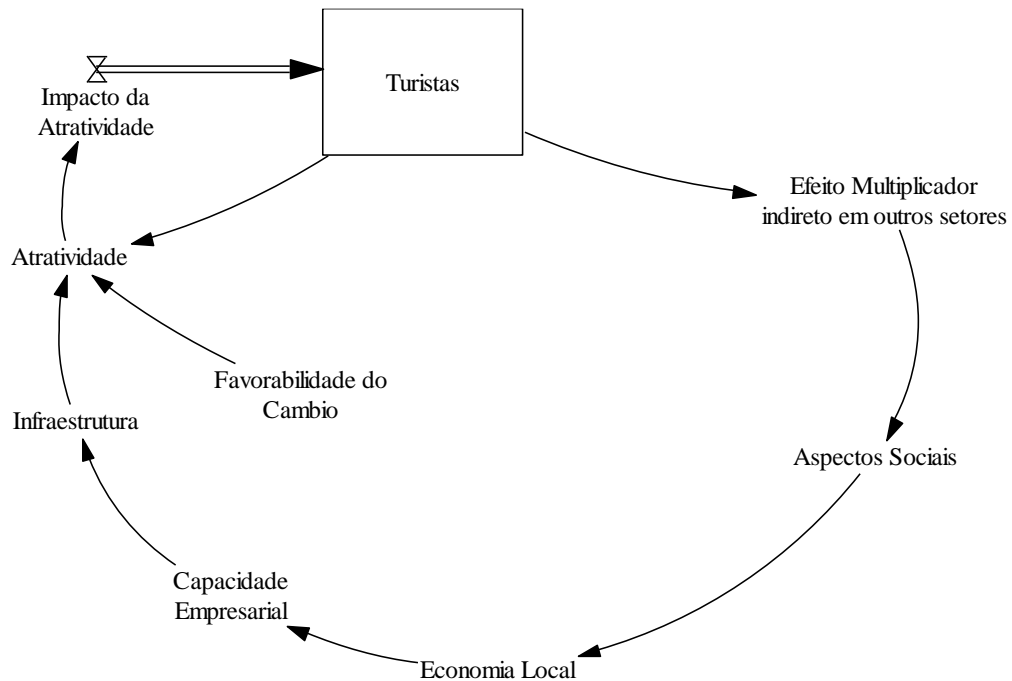 Turistas
Impacto da
Atratividade
Efeito Multiplicador
indireto em outros setores
Atratividade
Favorabilidade do
Cambio
Infraestrutura
Aspectos Sociais
Capacidade
Empresarial
Economia Local